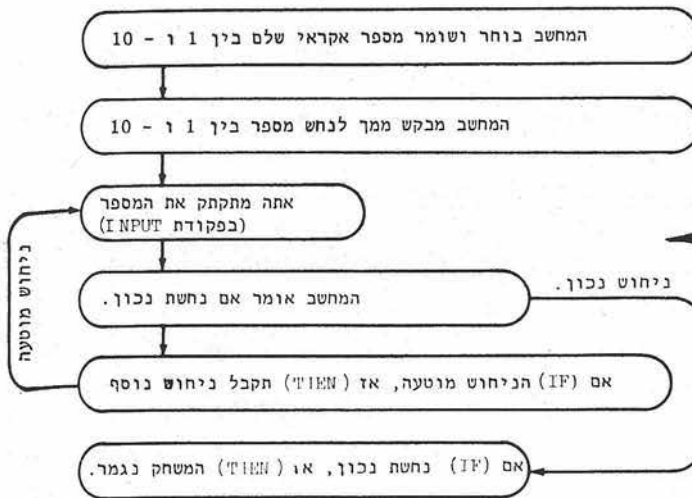 המחשב בוחר ושומר מספר אקראי שלם בין 1 ו - 10
המחשב מבקש ממך לנחש מספר בין 1 ו - 10
אתה מתקתק את המספר
(בפקודת INPUT)
המחשב אומר אם נחשת נכון.
ניחוש נכון.
ניחוש מוטעה
אם (IF) הניחוש מוטעה, אז (THEN) תקבל ניחוש נוסף
אם (IF) נחשת נכון, אז (THEN) המשחק נגמר.